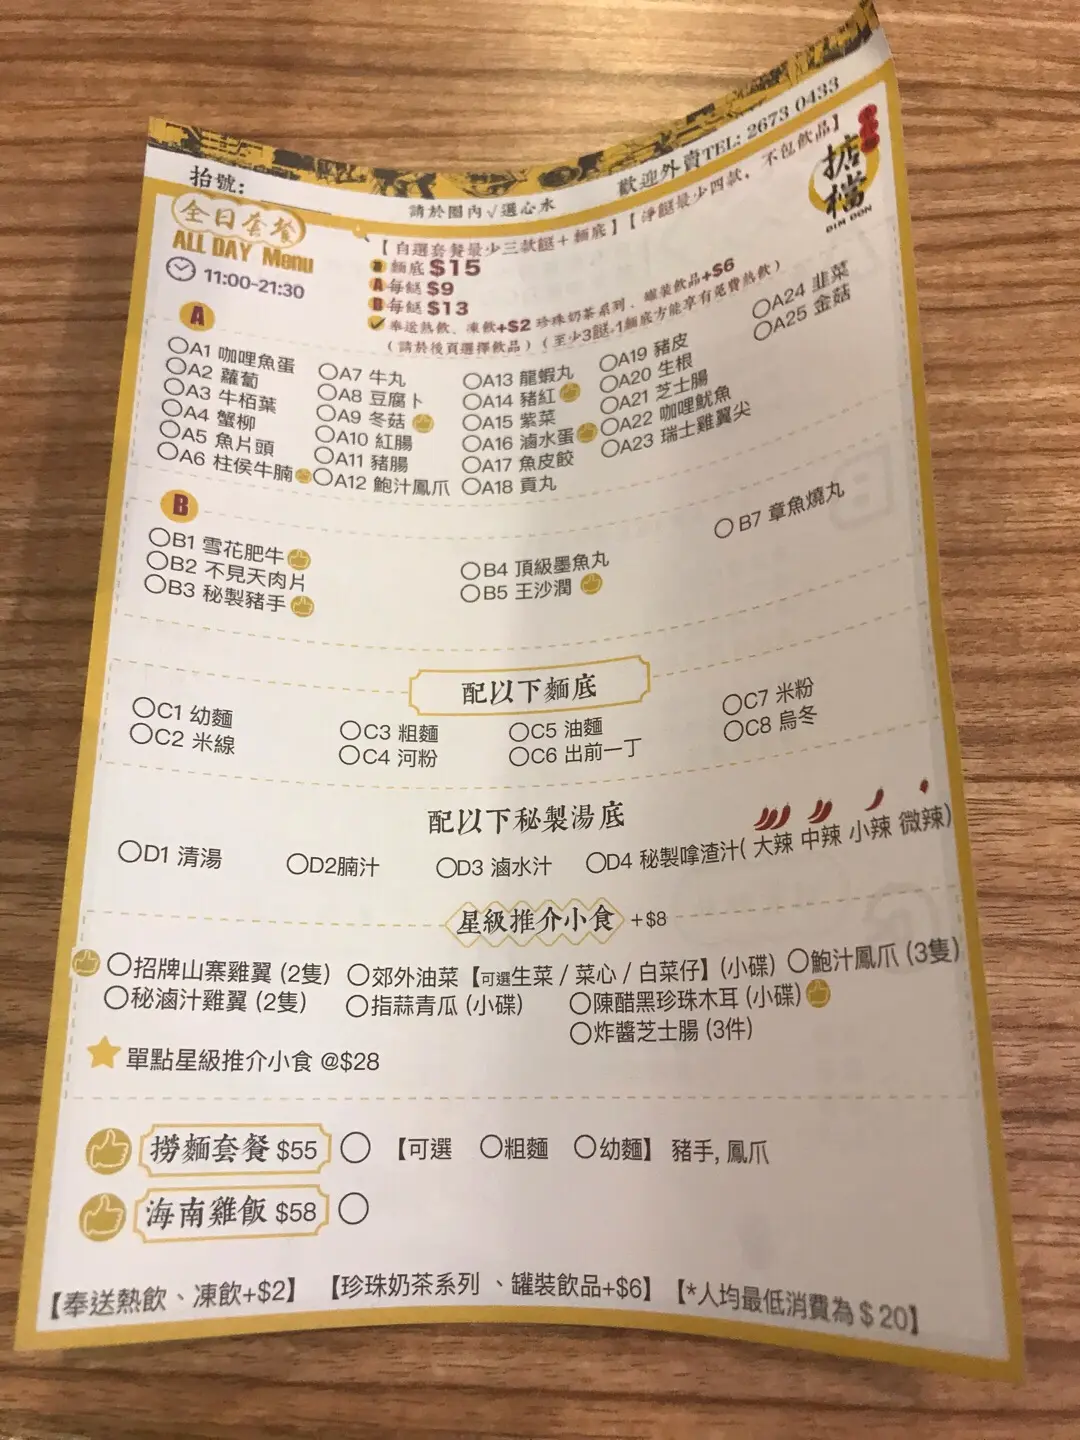 歡迎外賣TEL: 2673 0433
枱號:
請於圈內√選心水
掂檔
DIM DON
全日套餐
ALL DAY Menu
11:00~21:30
【自選套餐最少三款餸+麵底】【淨餸最少四款，不包飲品】
麵底 $15
A 每餸 $9
B 每餸 $13
奉送熱飲、凍飲+$2 珍珠奶茶系列、罐裝飲品+$6
(請於後頁選擇飲品) (至少3餸,1麵底方能享有免費熱飲)
A
A1 咖哩魚蛋
A2 蘿蔔
A3 牛栢葉
A4 蟹柳
A5 魚片頭
A6 柱侯牛腩
A7 牛丸
A8 豆腐卜
A9 冬菇
A10 紅腸
A11 豬腸
A12 鮑汁鳳爪
A13 龍蝦丸
A14 豬紅
A15 紫菜
A16 滷水蛋
A17 魚皮餃
A18 貢丸
A19 豬皮
A20 生根
A21 芝士腸
A22 咖哩魷魚
A23 瑞士雞翼尖
A24 韭菜
A25 金菇
B
B1 雪花肥牛
B2 不見天肉片
B3 秘製豬手
B4 頂級墨魚丸
B5 王沙潤
B7 章魚燒丸
配以下麵底
C1 幼麵
C2 米線
C3 粗麵
C4 河粉
C5 油麵
C6 出前一丁
C7 米粉
C8 烏冬
配以下秘製湯底
D1 清湯
D2腩汁
D3 滷水汁
D4 秘製嗱渣汁( 大辣 中辣 小辣 微辣)
星級推介小食 +$8
招牌山寨雞翼 (2隻)
郊外油菜【可選生菜 / 菜心 / 白菜仔】(小碟)
鮑汁鳳爪 (3隻)
秘滷汁雞翼 (2隻)
指蒜青瓜 (小碟)
陳醋黑珍珠木耳 (小碟)
炸醬芝士腸 (3件)
單點星級推介小食 @$28
撈麵套餐 $55 【可選 粗麵 幼麵】 豬手, 鳳爪
海南雞飯 $58
【奉送熱飲、凍飲+$2】 【珍珠奶茶系列 、罐裝飲品+$6】【*人均最低消費為 $ 20】